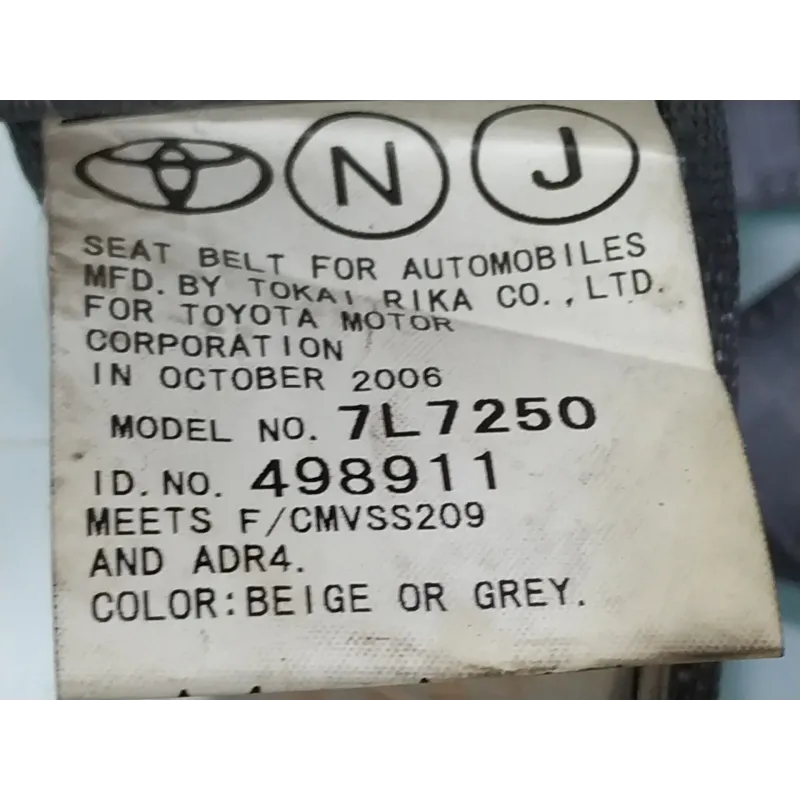 N J
SEAT BELT FOR AUTOMOBILES
MFD. BY TOKAI RIKA CO., LTD.
FOR TOYOTA MOTOR
CORPORATION
IN OCTOBER 2006
MODEL NO. 7L7250
ID. NO. 498911
MEETS F/CMVSS209
AND ADR4.
COLOR:BEIGE OR GREY.